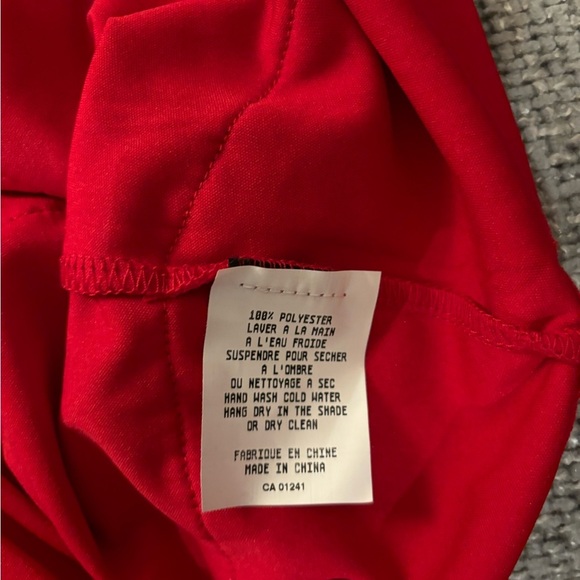 100% POLYESTER
LAVER A LA MAIN
A L'EAU FROIDE
SUSPENDRE POUR SECHER
A L'OMBRE
OU NETTOYAGE A SEC
HAND WASH COLD WATER
HANG DRY IN THE SHADE
OR DRY CLEAN
FABRIQUE EN CHINE
MADE IN CHINA
CA 01241